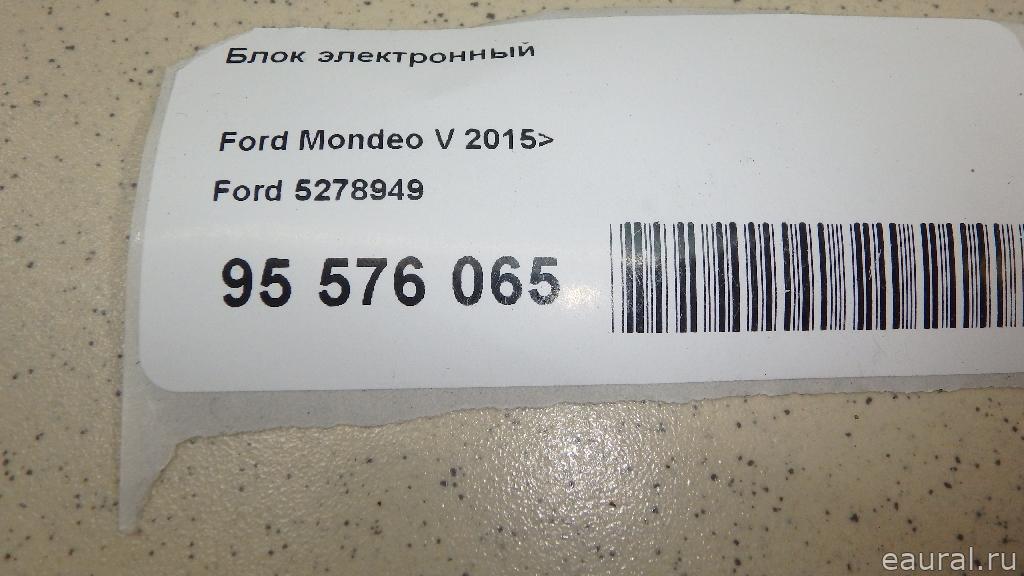 Блок электронный
Ford Mondeo V 2015>
Ford 5278949
95 576 065
eaural.ru